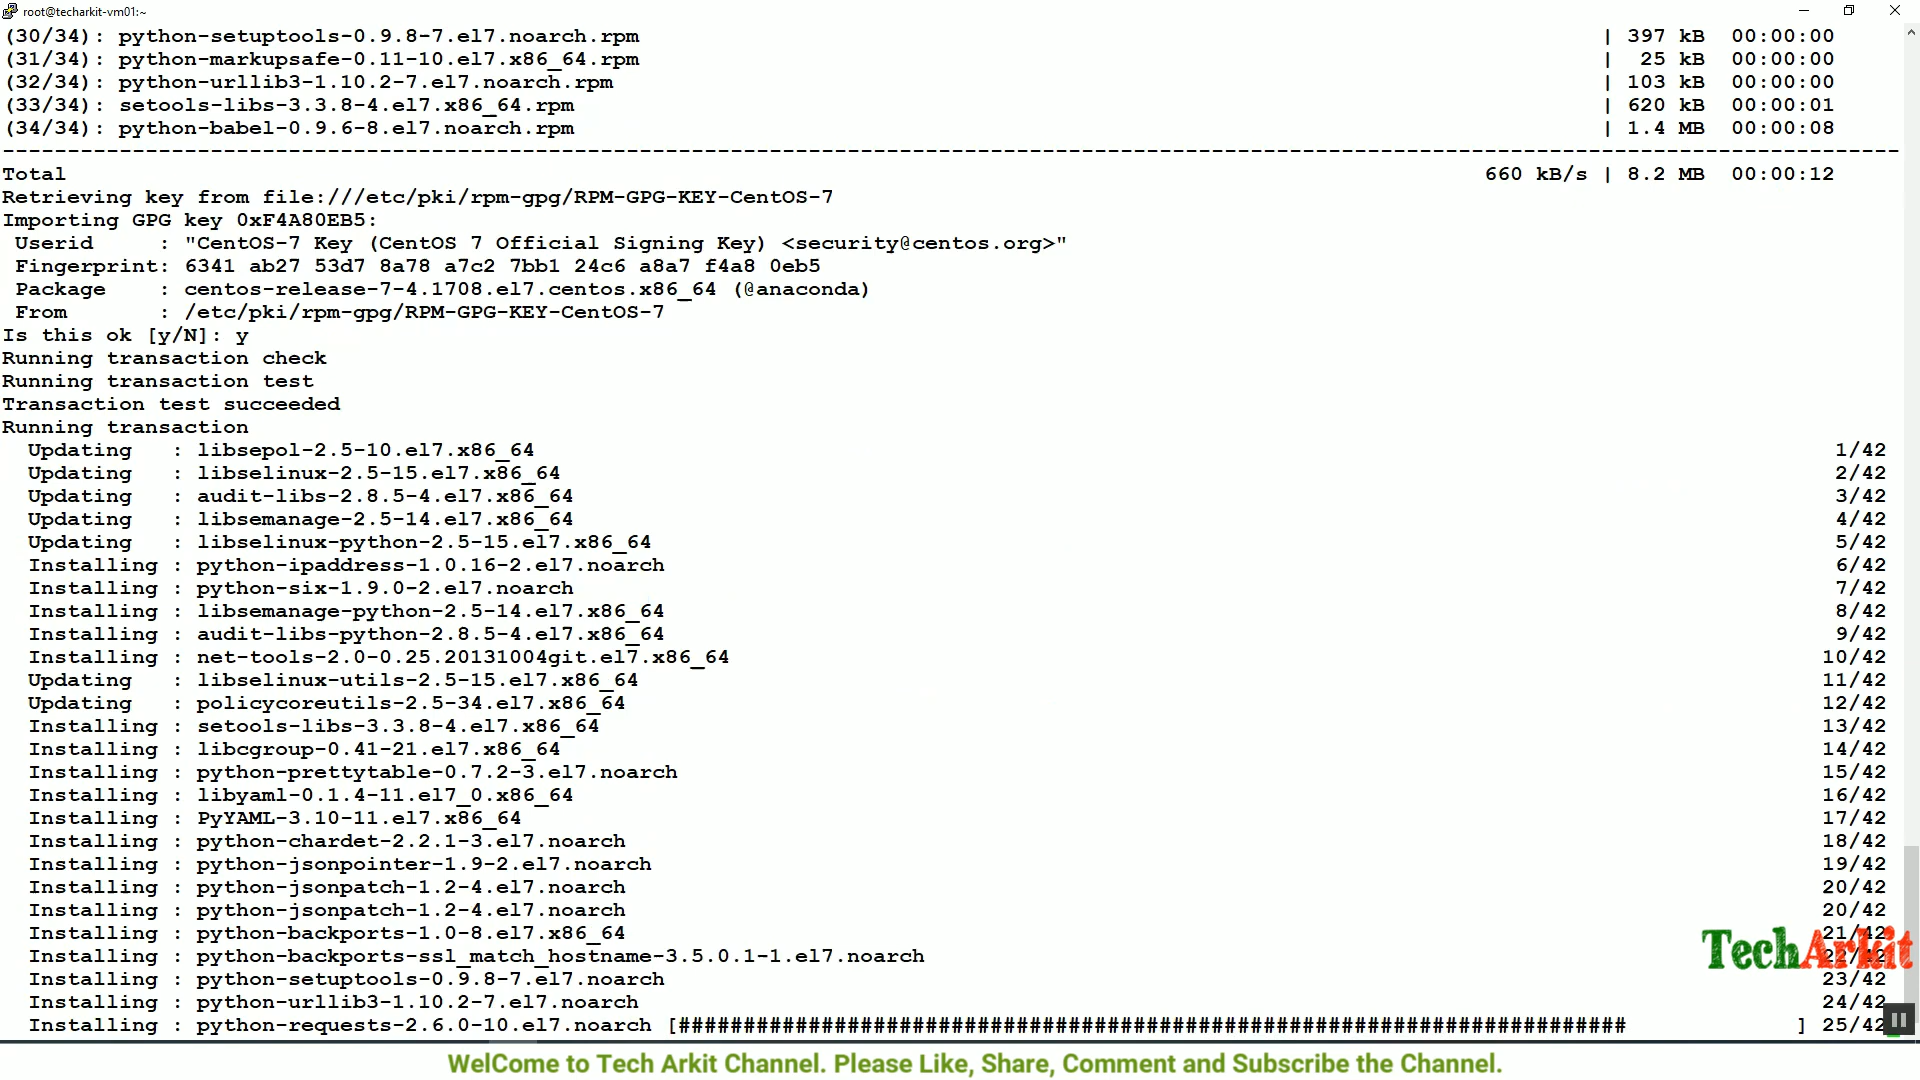 root@techarkit-vm01:~
(30/34): python-setuptools-0.9.8-7.el7.noarch.rpm | 397 kB 00:00:00
(31/34): python-markupsafe-0.11-10.el7.x86_64.rpm | 25 kB 00:00:00
(32/34): python-urllib3-1.10.2-7.el7.noarch.rpm | 103 kB 00:00:00
(33/34): setools-libs-3.3.8-4.el7.x86_64.rpm | 620 kB 00:00:01
(34/34): python-babel-0.9.6-8.el7.noarch.rpm | 1.4 MB 00:00:08
--------------------------------------------------------------------------------------------------------------------------------------------------
Total 660 kB/s | 8.2 MB 00:00:12
Retrieving key from file:///etc/pki/rpm-gpg/RPM-GPG-KEY-CentOS-7
Importing GPG key 0xF4A80EB5:
Userid : "CentOS-7 Key (CentOS 7 Official Signing Key) <security@centos.org>"
Fingerprint: 6341 ab27 53d7 8a78 a7c2 7bb1 24c6 a8a7 f4a8 0eb5
Package : centos-release-7-4.1708.el7.centos.x86_64 (@anaconda)
From : /etc/pki/rpm-gpg/RPM-GPG-KEY-CentOS-7
Is this ok [y/N]: y
Running transaction check
Running transaction test
Transaction test succeeded
Running transaction
Updating : libsepol-2.5-10.el7.x86_64 1/42
Updating : libselinux-2.5-15.el7.x86_64 2/42
Updating : audit-libs-2.8.5-4.el7.x86_64 3/42
Updating : libsemanage-2.5-14.el7.x86_64 4/42
Updating : libselinux-python-2.5-15.el7.x86_64 5/42
Installing : python-ipaddress-1.0.16-2.el7.noarch 6/42
Installing : python-six-1.9.0-2.el7.noarch 7/42
Installing : libsemanage-python-2.5-14.el7.x86_64 8/42
Installing : audit-libs-python-2.8.5-4.el7.x86_64 9/42
Installing : net-tools-2.0-0.25.20131004git.el7.x86_64 10/42
Updating : libselinux-utils-2.5-15.el7.x86_64 11/42
Updating : policycoreutils-2.5-34.el7.x86_64 12/42
Installing : setools-libs-3.3.8-4.el7.x86_64 13/42
Installing : libcgroup-0.41-21.el7.x86_64 14/42
Installing : python-prettytable-0.7.2-3.el7.noarch 15/42
Installing : libyaml-0.1.4-11.el7_0.x86_64 16/42
Installing : PyYAML-3.10-11.el7.x86_64 17/42
Installing : python-chardet-2.2.1-3.el7.noarch 18/42
Installing : python-jsonpointer-1.9-2.el7.noarch 19/42
Installing : python-jsonpatch-1.2-4.el7.noarch 20/42
Installing : python-jsonpatch-1.2-4.el7.noarch 20/42
Installing : python-backports-1.0-8.el7.x86_64 21/42
Installing : python-backports-ssl_match_hostname-3.5.0.1-1.el7.noarch 22/42
TechArkit
Installing : python-setuptools-0.9.8-7.el7.noarch 23/42
Installing : python-urllib3-1.10.2-7.el7.noarch 24/42
Installing : python-requests-2.6.0-10.el7.noarch [######################################################################### ] 25/42
WelCome to Tech Arkit Channel. Please Like, Share, Comment and Subscribe the Channel.